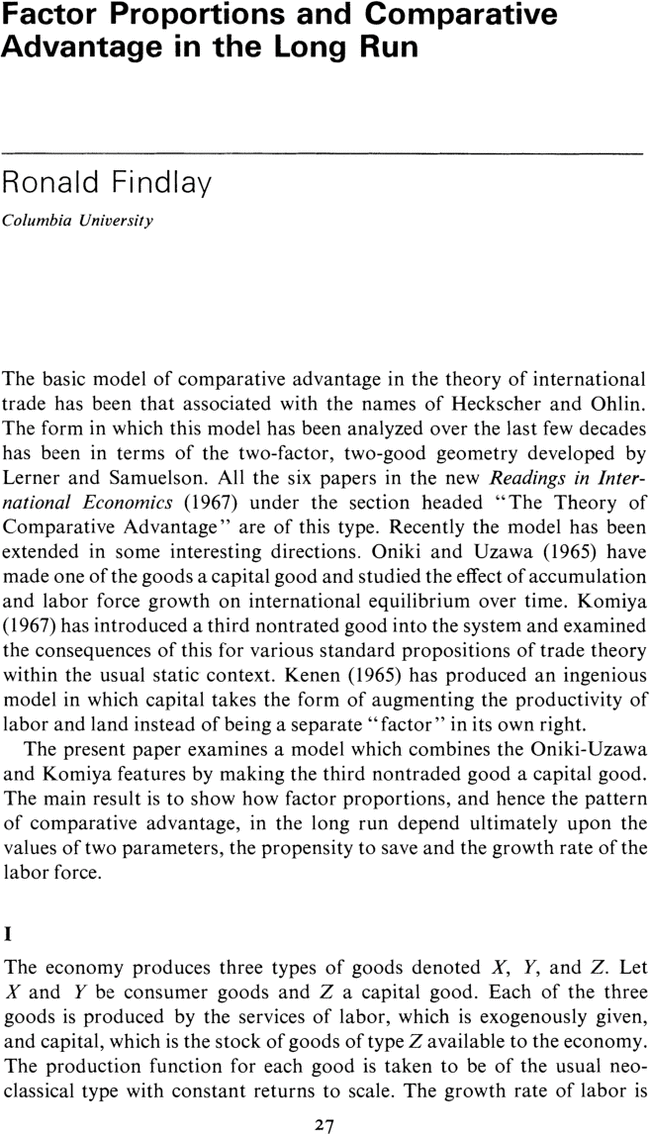 Factor Proportions and Comparative
Advantage in the Long Run
Ronald Findlay
Columbia University
The basic model of comparative advantage in the theory of international
trade has been that associated with the names of Heckscher and Ohlin.
The form in which this model has been analyzed over the last few decades
has been in terms of the two-factor, two-good geometry developed by
Lerner and Samuelson. All the six papers in the new Readings in Inter-
national Economics (1967) under the section headed “The Theory of
Comparative Advantage” are of this type. Recently the model has been
extended in some interesting directions. Oniki and Uzawa (1965) have
made one of the goods a capital good and studied the effect of accumulation
and labor force growth on international equilibrium over time. Komiya
(1967) has introduced a third nontrated good into the system and examined
the consequences of this for various standard propositions of trade theory
within the usual static context. Kenen (1965) has produced an ingenious
model in which capital takes the form of augmenting the productivity of
labor and land instead of being a separate “factor” in its own right.
The present paper examines a model which combines the Oniki-Uzawa
and Komiya features by making the third nontraded good a capital good.
The main result is to show how factor proportions, and hence the pattern
of comparative advantage, in the long run depend ultimately upon the
values of two parameters, the propensity to save and the growth rate of the
labor force.
I
The economy produces three types of goods denoted X, Y, and Z. Let
X and Y be consumer goods and Z a capital good. Each of the three
goods is produced by the services of labor, which is exogenously given,
and capital, which is the stock of goods of type Z available to the economy.
The production function for each good is taken to be of the usual neo-
classical type with constant returns to scale. The growth rate of labor is
27